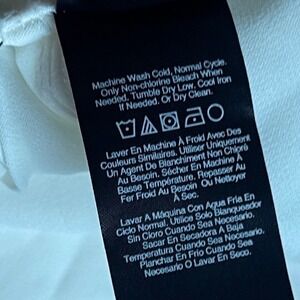 Machine Wash Cold, Normal Cycle.
Only Non-chlorine Bleach When
Needed. Tumble Dry Low, Cool Iron
If Needed. Or Dry Clean.
Laver En Machine À Froid Avec Des
Couleurs Similaires. Utiliser Uniquement
Un Agent De Blanchiment Non Chloré
Au Besoin. Sécher En Machine À
Basse Température. Repasser Au
Fer Froid Au Besoin Ou Nettoyer
À Sec.
Lavar A Máquina Con Agua Fria En
Ciclo Normal. Utilice Solo Blanqueador
Sin Cloro Cuando Sea Necesario.
Sacar En Secadora A Baja
Temperatura Cuando Sea Necesario.
Planchar En Frio Cuando Sea
Necesario O Lavar En Seco.